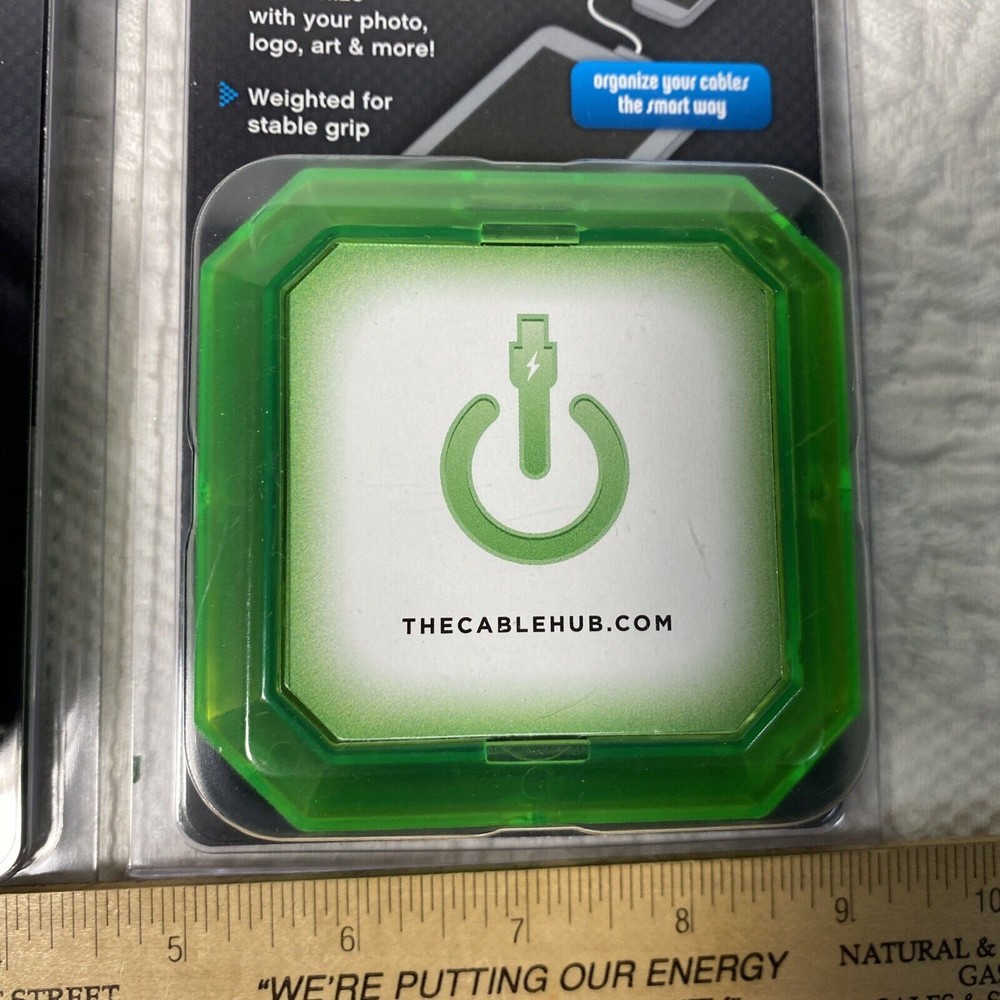 with your photo,
logo, art & more!
Weighted for
stable grip
organize your cables
the smart way
THECABLEHUB.COM
5 6 7 8 9 10
"WE'RE PUTTING OUR ENERGY
NATURAL &
STREET